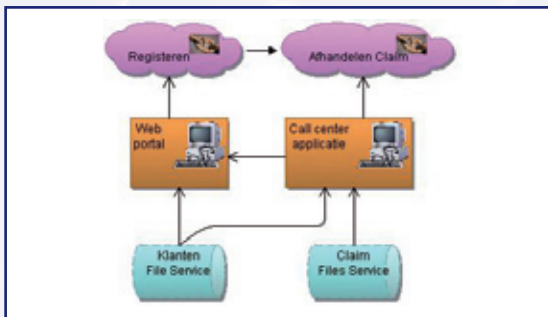 Registeren
Afhandelen Claim
Web
portal
Call center
applicatie
Klanten
File Service
Claim
Files Service